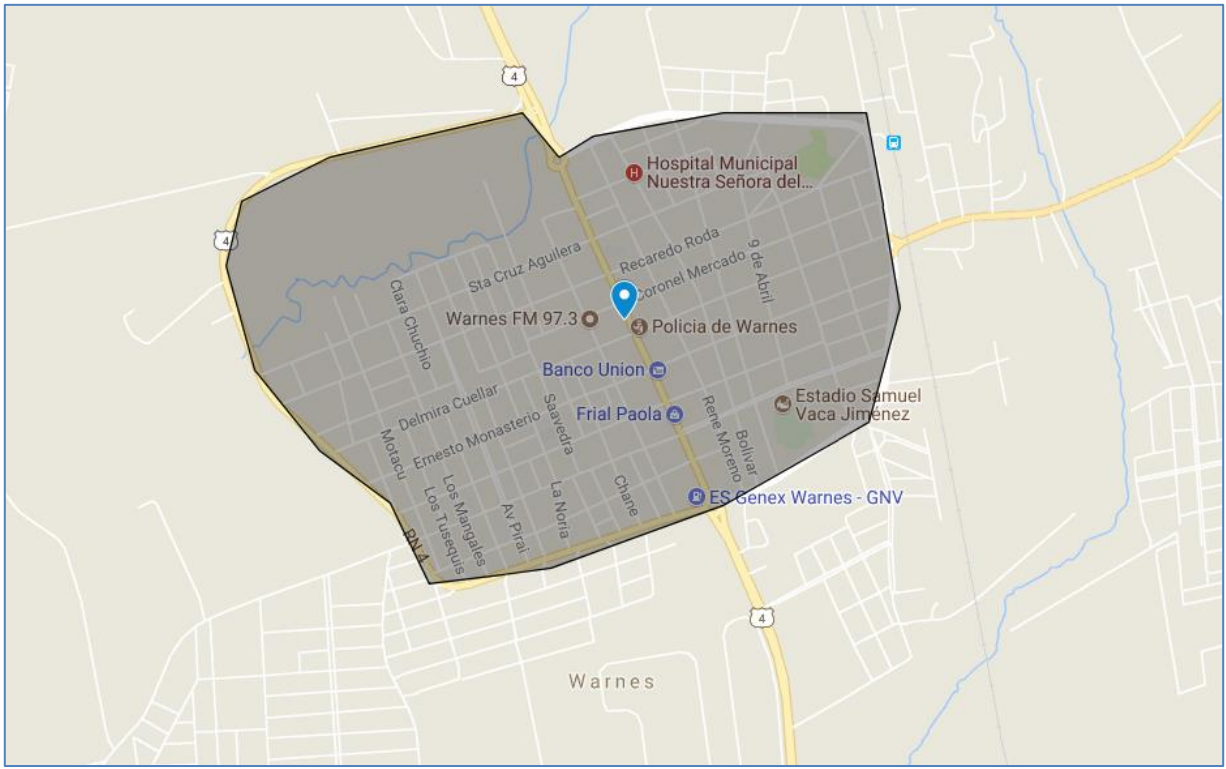 4
Hospital Municipal
Nuestra Señora del...
4
Sta Cruz Aguilera
Recaredo Roda
Coronel Mercado
9 de Abril
Clara Chuchio
Warnes FM 97.3
Policia de Warnes
Banco Union
Delmira Cuellar
Frial Paola
Estadio Samuel
Vaca Jiménez
Saavedra
Rene Moreno
Ernesto Monasterio
Motacu
Bolivar
Los Mangales
Los Tusequis
Chane
La Noria
Av Pirai
ES Genex Warnes - GNV
RN 4
4
Warnes